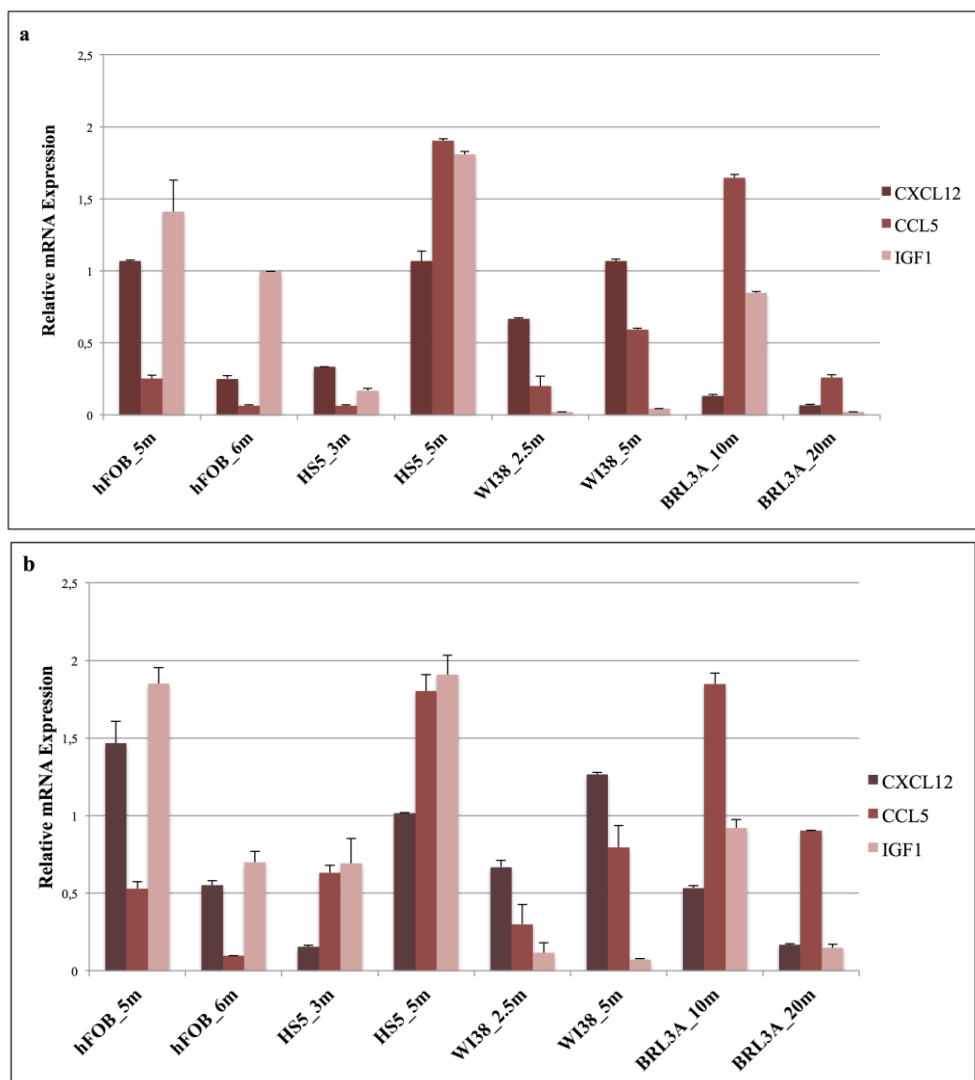 a
2,5
2
1,5
1
0,5
0
Relative mRNA Expression
hFOB_5m
hFOB_6m
HS5_3m
HS5_5m
WI38_2.5m
WI38_5m
BRL3A_10m
BRL3A_20m
CXCL12
CCL5
IGF1
b
2,5
2
1,5
1
0,5
0
Relative mRNA Expression
hFOB_5m
hFOB_6m
HS5_3m
HS5_5m
WI38_2.5m
WI38_5m
BRL3A_10m
BRL3A_20m
CXCL12
CCL5
IGF1